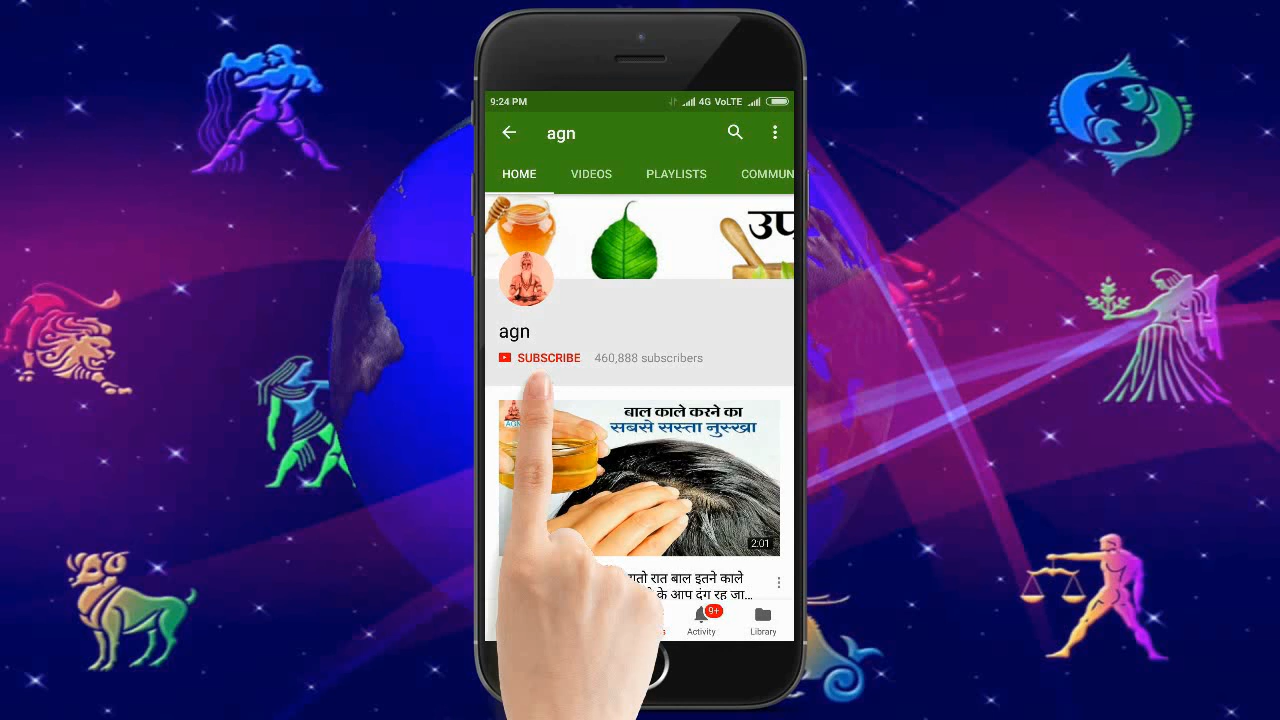 9:24 PM
4G VoLTE
agn
HOME VIDEOS PLAYLISTS COMMUN
उप
agn
SUBSCRIBE 460,888 subscribers
AGN
बाल काले करने का
सबसे सस्ता नुस्खा
2:01
रातो रात बाल इतने काले
के आप दंग रह जा...
9+
Activity Library